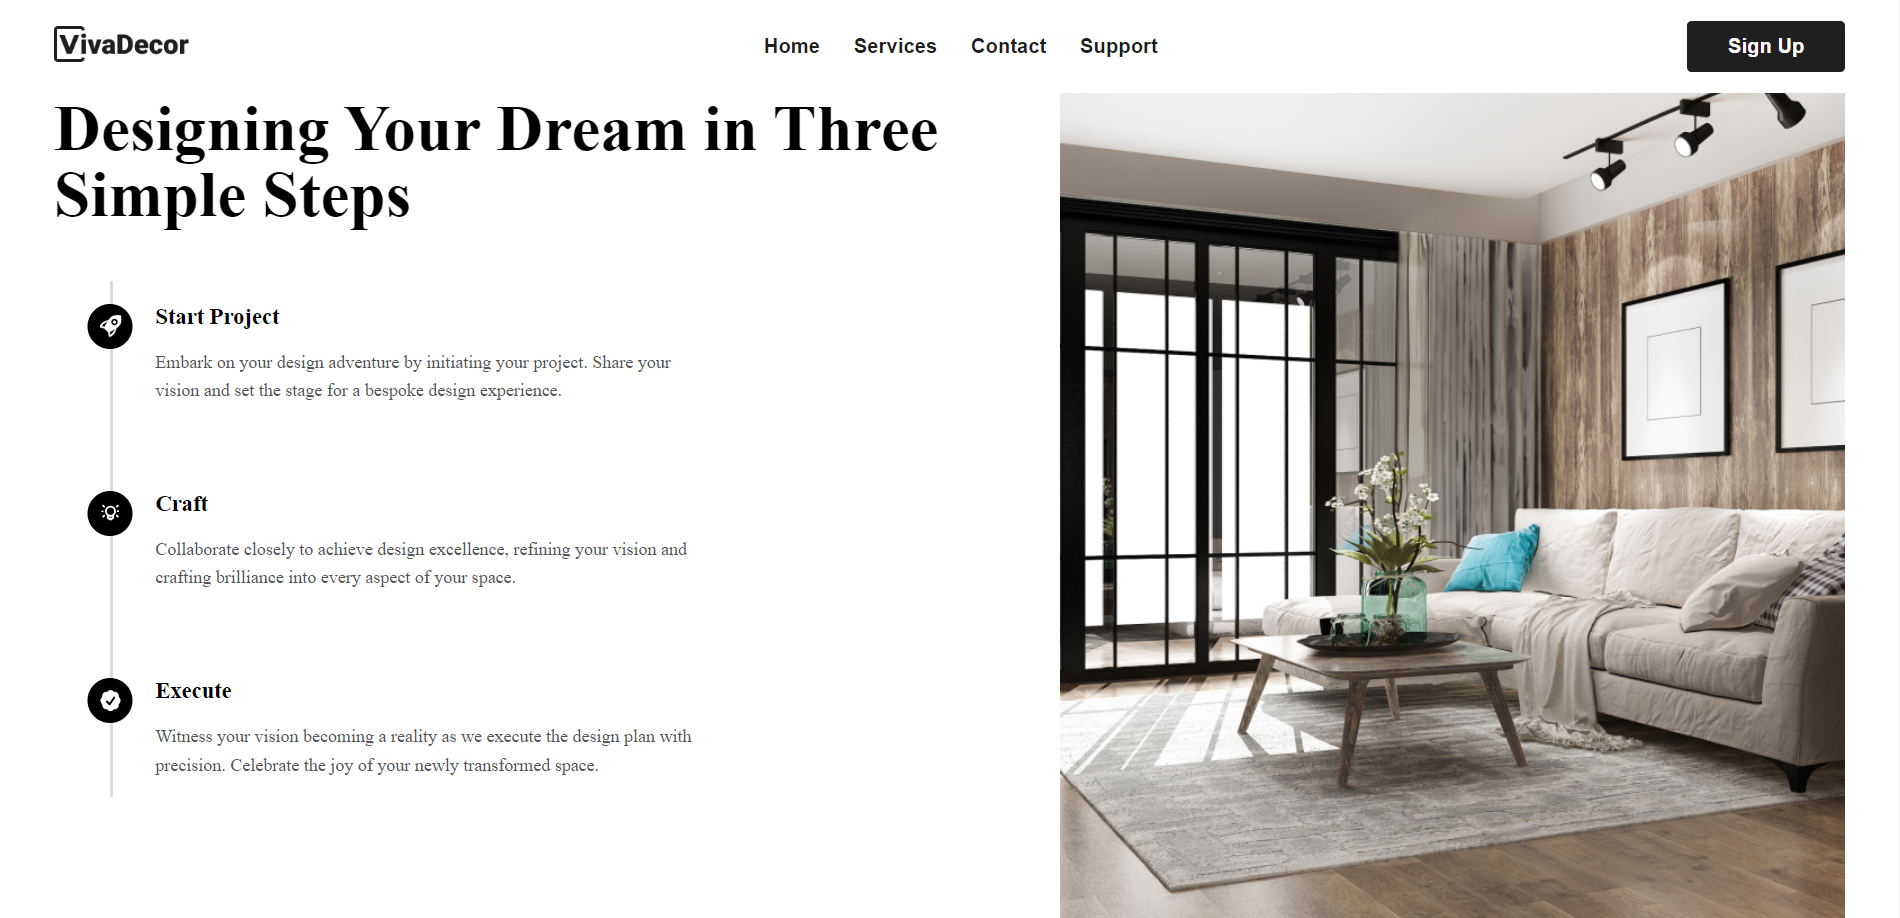 VivaDecor
Home Services Contact Support
Sign Up
Designing Your Dream in Three
Simple Steps
Start Project
Embark on your design adventure by initiating your project. Share your
vision and set the stage for a bespoke design experience.
Craft
Collaborate closely to achieve design excellence, refining your vision and
crafting brilliance into every aspect of your space.
Execute
Witness your vision becoming a reality as we execute the design plan with
precision. Celebrate the joy of your newly transformed space.